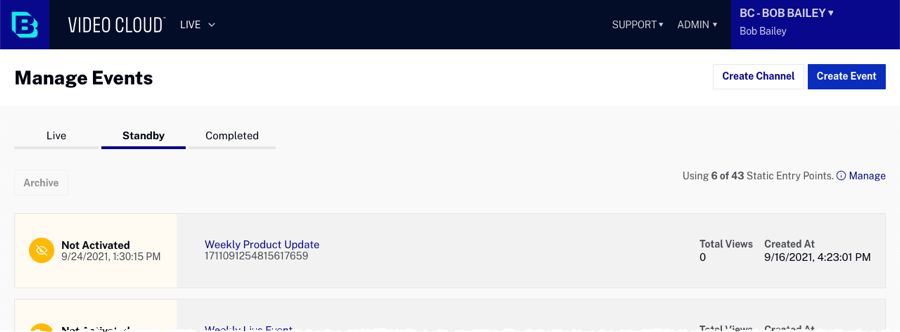 VIDEO CLOUD LIVE SUPPORT ADMIN BC - BOB BAILEY
Bob Bailey
Manage Events Create Channel Create Event
Live Standby Completed
Archive Using 6 of 43 Static Entry Points. Manage
Not Activated Weekly Product Update Total Views Created At
9/24/2021, 1:30:15 PM 1711091254815617659 0 9/16/2021, 4:23:01 PM
Not Activated Weekly Live Event Total Views Created At